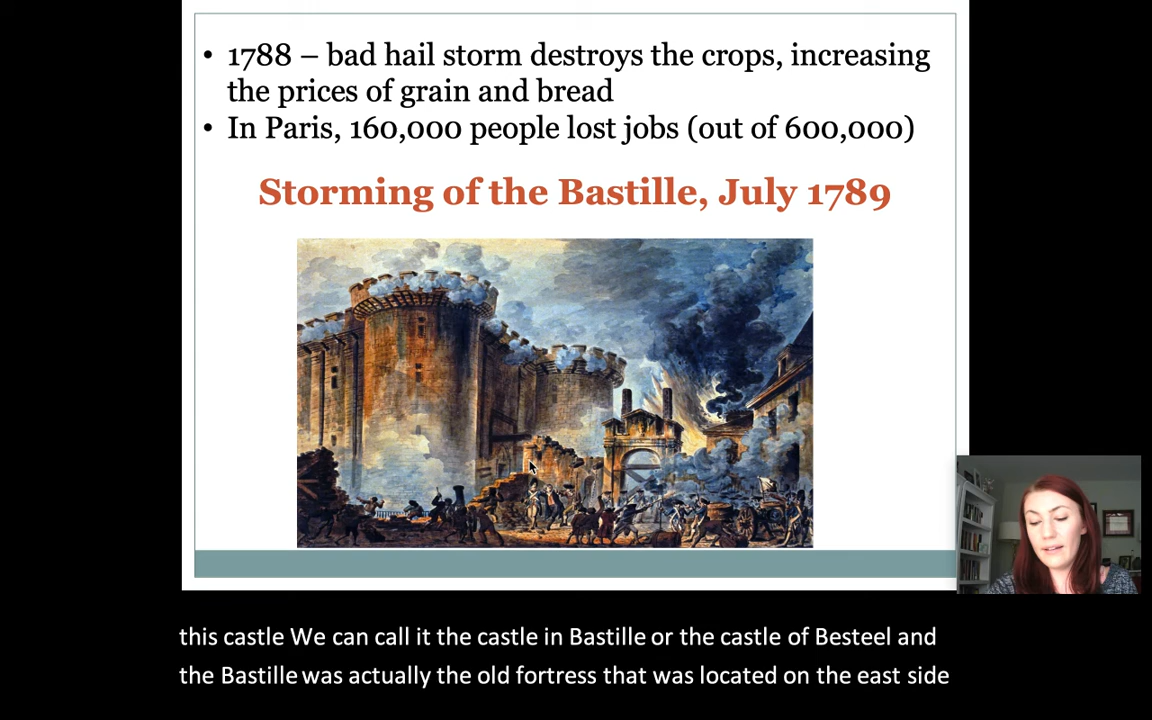 • 1788 – bad hail storm destroys the crops, increasing
the prices of grain and bread
• In Paris, 160,000 people lost jobs (out of 600,000)
Storming of the Bastille, July 1789
this castle We can call it the castle in Bastille or the castle of Besteel and
the Bastille was actually the old fortress that was located on the east side